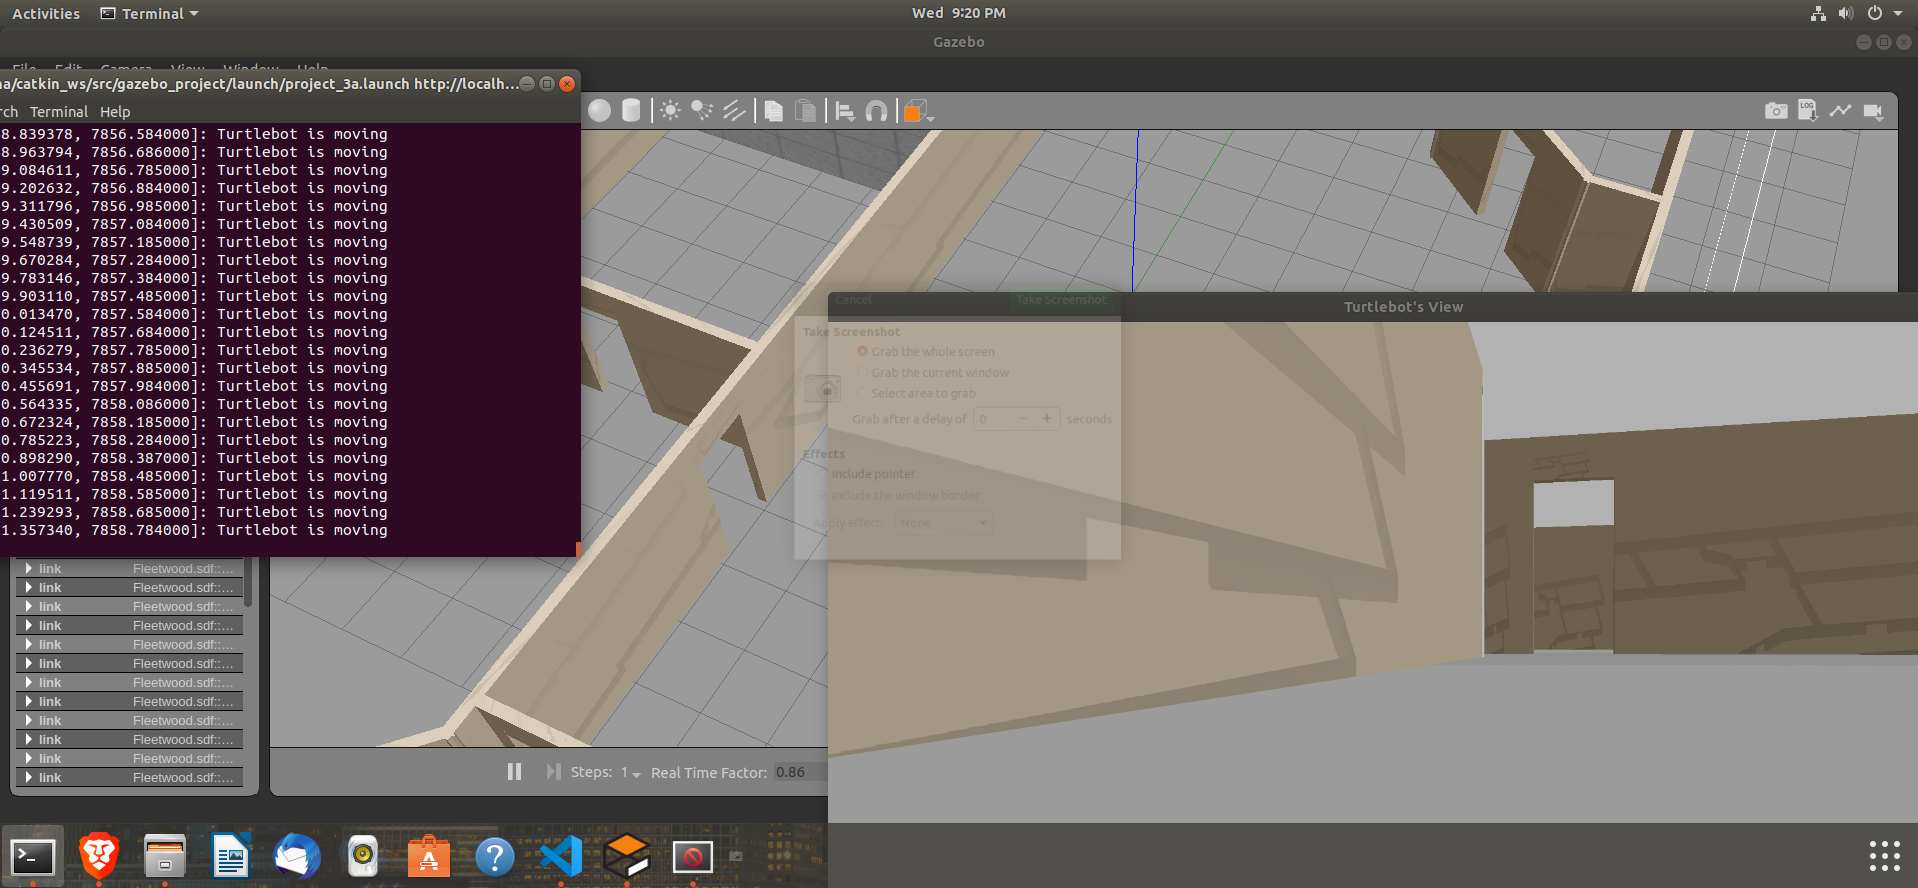 Activities
Terminal
Wed 9:20 PM
Gazebo
File Edit Camera View Window Help
na/catkin_ws/src/gazebo_project/launch/project_3a.launch http://localh...
rch Terminal Help
8.839378, 7856.584000]: Turtlebot is moving
8.963794, 7856.686000]: Turtlebot is moving
9.084611, 7856.785000]: Turtlebot is moving
9.202632, 7856.884000]: Turtlebot is moving
9.311796, 7856.985000]: Turtlebot is moving
9.430509, 7857.084000]: Turtlebot is moving
9.548739, 7857.185000]: Turtlebot is moving
9.670284, 7857.284000]: Turtlebot is moving
9.783146, 7857.384000]: Turtlebot is moving
9.903110, 7857.485000]: Turtlebot is moving
0.013470, 7857.584000]: Turtlebot is moving
0.124511, 7857.684000]: Turtlebot is moving
0.236279, 7857.785000]: Turtlebot is moving
0.345534, 7857.885000]: Turtlebot is moving
0.455691, 7857.984000]: Turtlebot is moving
0.564335, 7858.086000]: Turtlebot is moving
0.672324, 7858.185000]: Turtlebot is moving
0.785223, 7858.284000]: Turtlebot is moving
0.898290, 7858.387000]: Turtlebot is moving
1.007770, 7858.485000]: Turtlebot is moving
1.119511, 7858.585000]: Turtlebot is moving
1.239293, 7858.685000]: Turtlebot is moving
1.357340, 7858.784000]: Turtlebot is moving
LOG
Cancel
Take Screenshot
Turtlebot's View
Take Screenshot
Grab the whole screen
Grab the current window
Select area to grab
Grab after a delay of 0 − + seconds
Effects
Include pointer
Include the window border
Apply effect: None
link Fleetwood.sdf::...
link Fleetwood.sdf::...
link Fleetwood.sdf::...
link Fleetwood.sdf::...
link Fleetwood.sdf::...
link Fleetwood.sdf::...
link Fleetwood.sdf::...
link Fleetwood.sdf::...
link Fleetwood.sdf::...
link Fleetwood.sdf::...
link Fleetwood.sdf::...
link Fleetwood.sdf::...
Steps: 1 Real Time Factor: 0.86